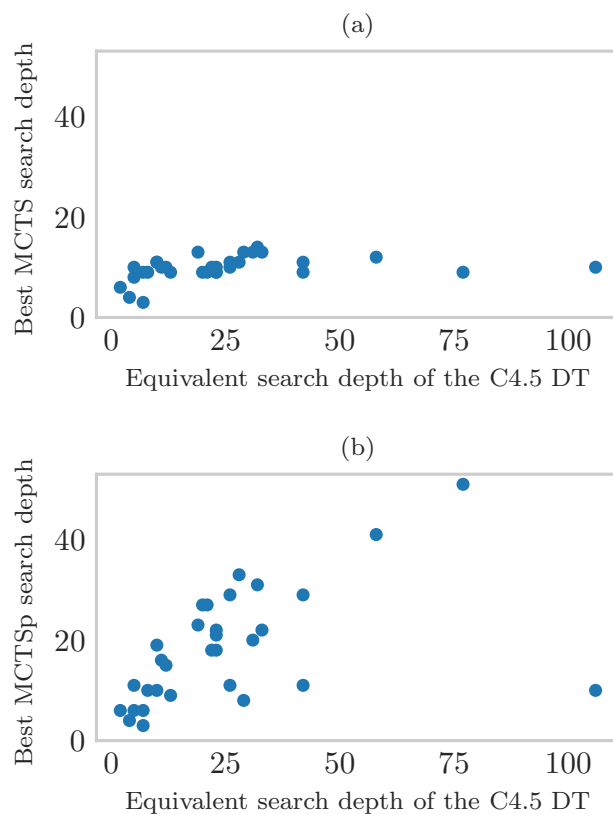 (a)
Best MCTS search depth
40
20
0
0 25 50 75 100
Equivalent search depth of the C4.5 DT
(b)
Best MCTSp search depth
40
20
0
0 25 50 75 100
Equivalent search depth of the C4.5 DT